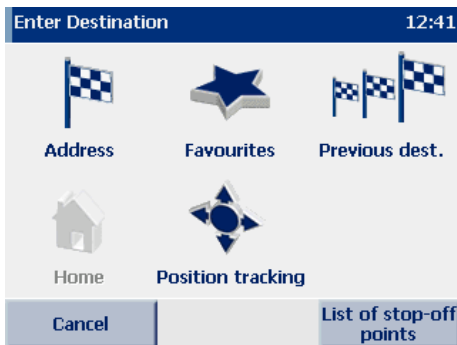 Enter Destination 12:41
Address Favourites Previous dest.
Home Position tracking
Cancel List of stop-off
points